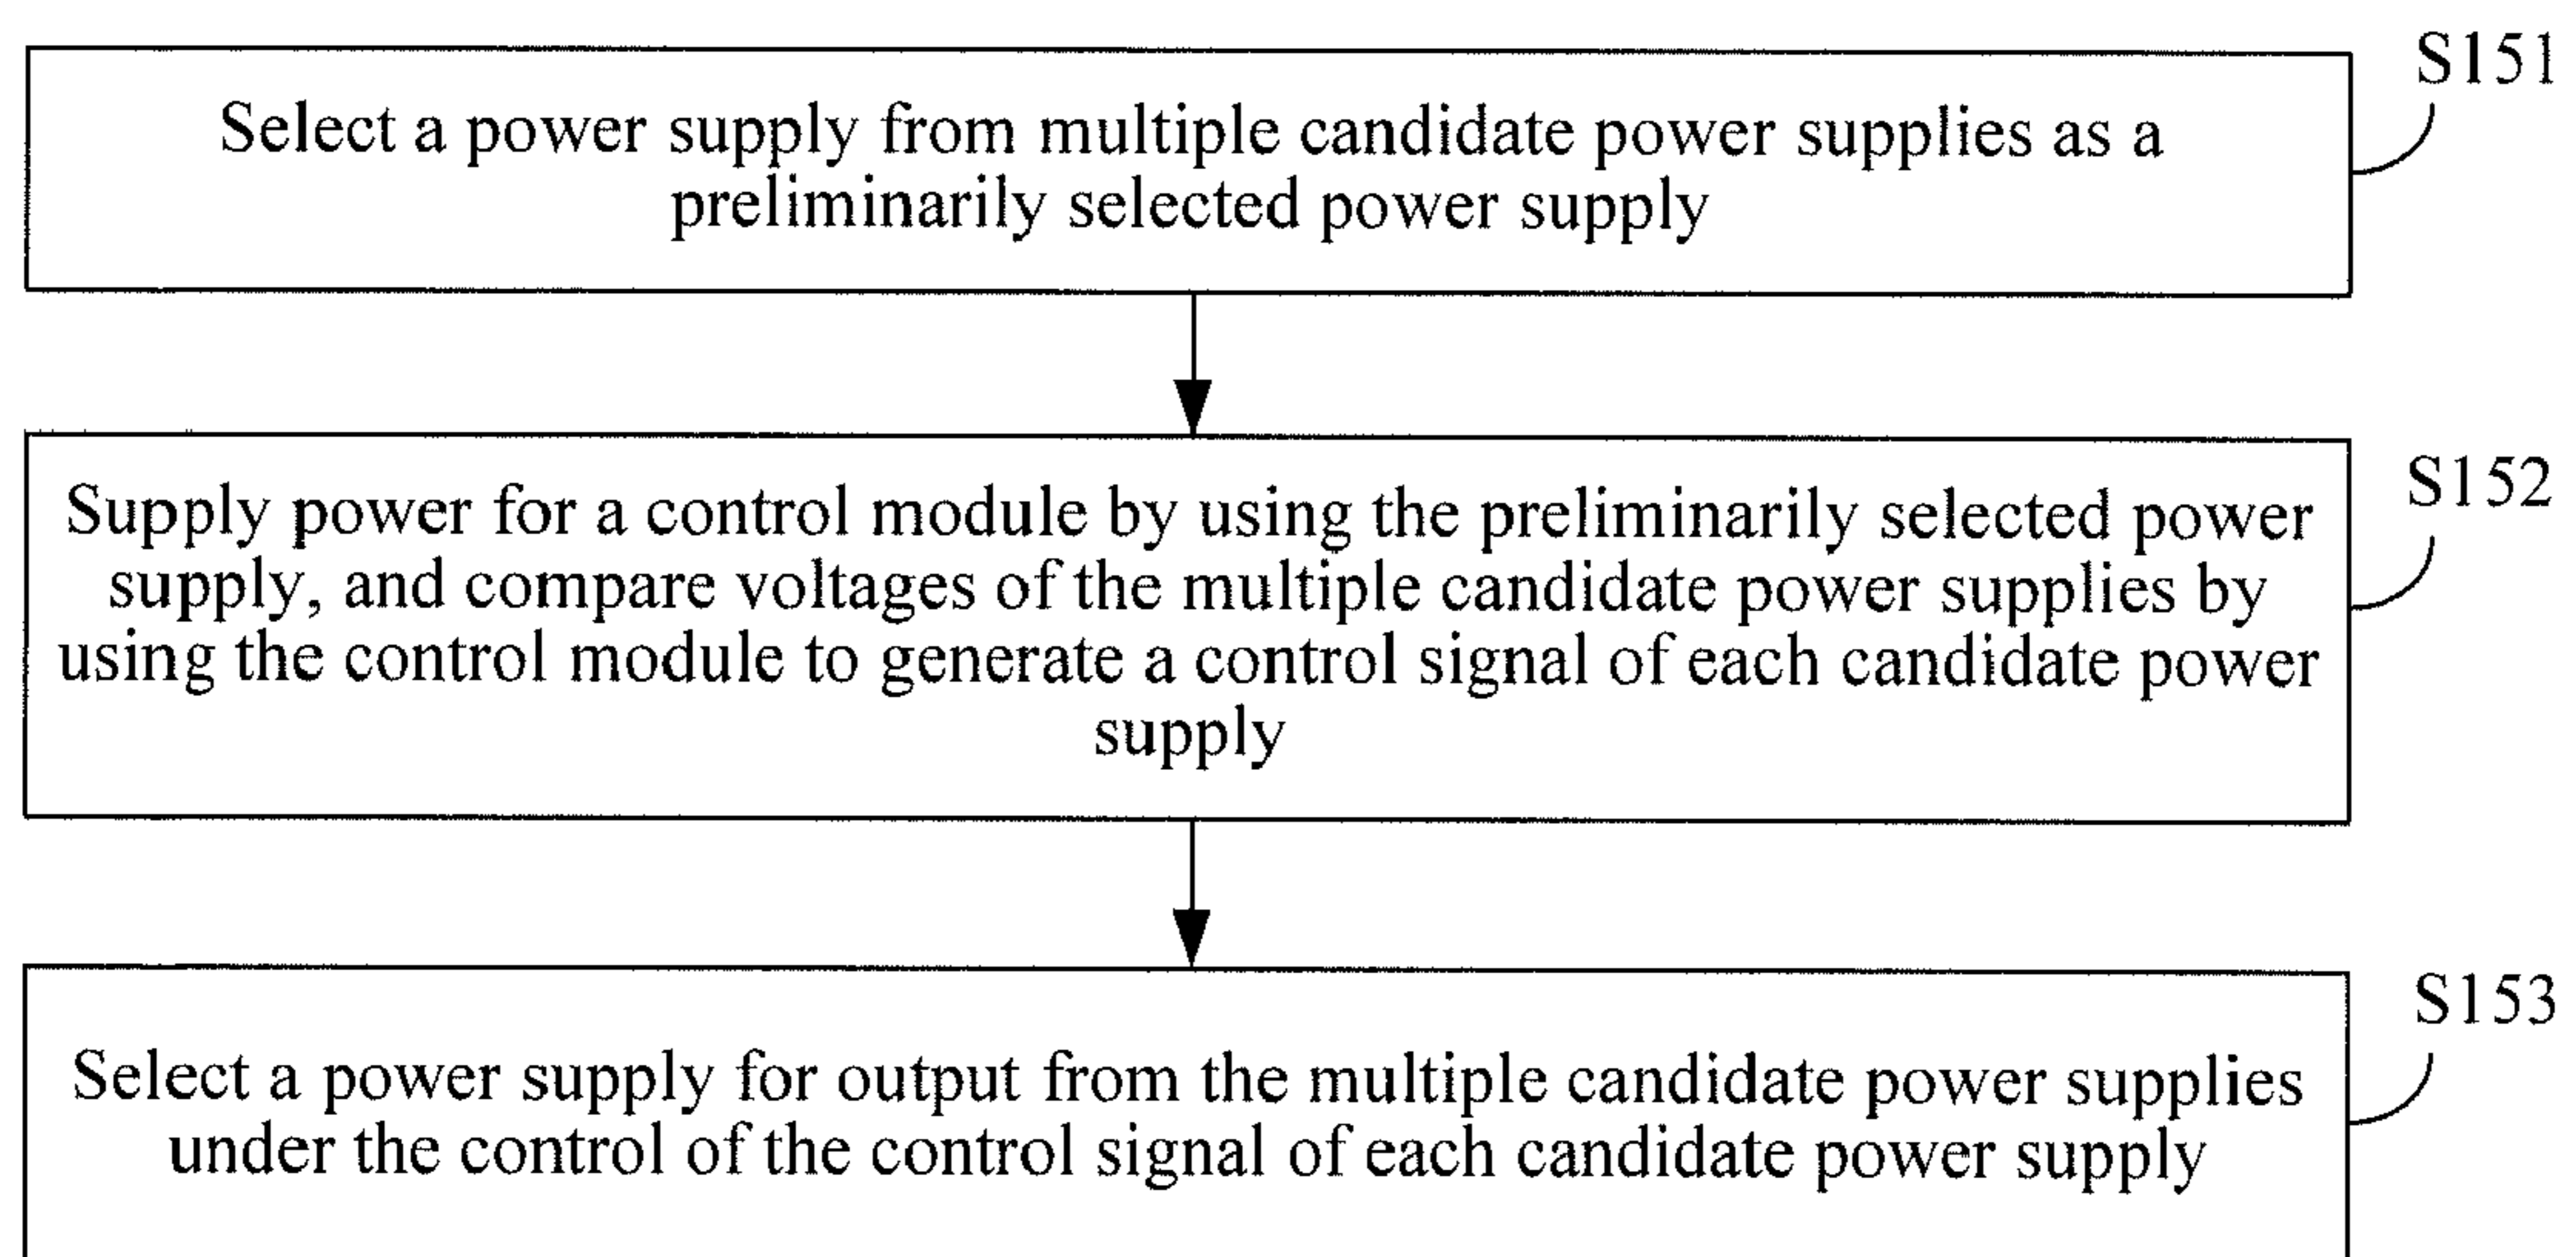 S151
Select a power supply from multiple candidate power supplies as a
preliminarily selected power supply
S152
Supply power for a control module by using the preliminarily selected power
supply, and compare voltages of the multiple candidate power supplies by
using the control module to generate a control signal of each candidate power
supply
S153
Select a power supply for output from the multiple candidate power supplies
under the control of the control signal of each candidate power supply